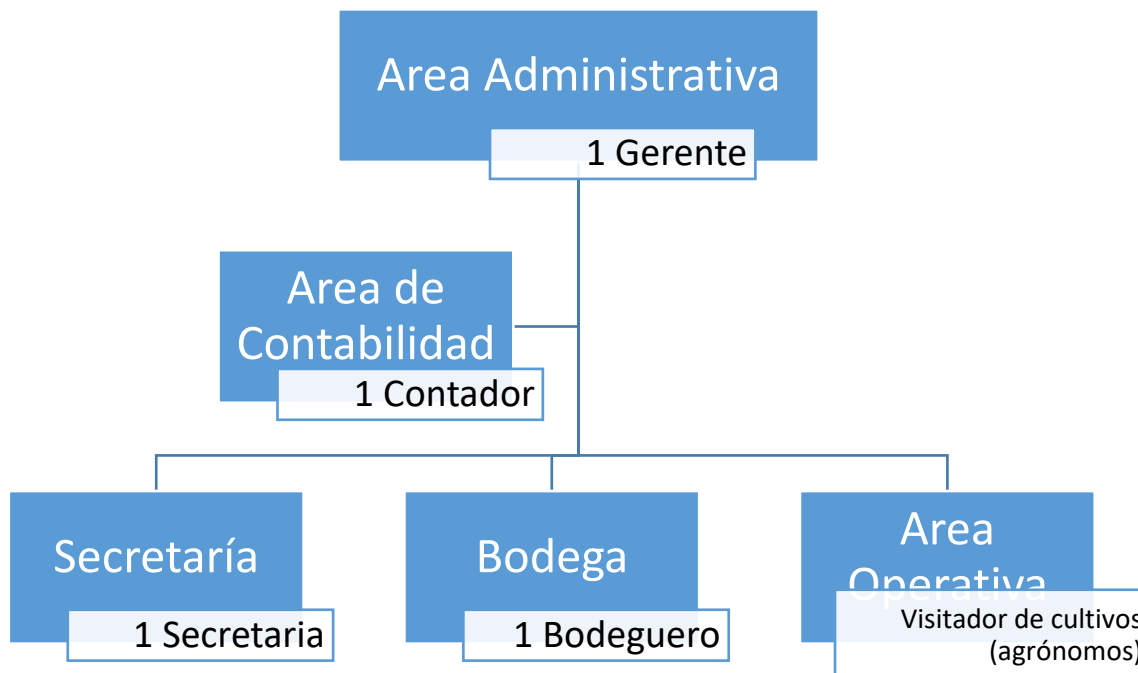 Area Administrativa
1 Gerente
Area de
Contabilidad
1 Contador
Secretaría
1 Secretaria
Bodega
1 Bodeguero
Area
Operativa
Visitador de cultivos
(agrónomos)